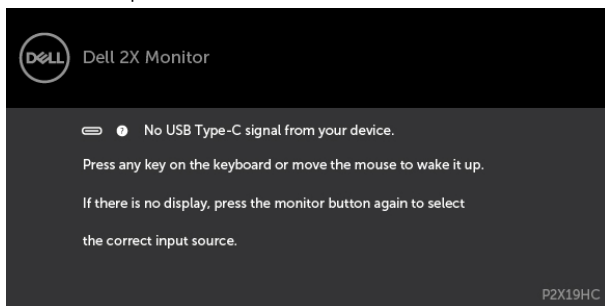 DELL
Dell 2X Monitor
No USB Type-C signal from your device.
Press any key on the keyboard or move the mouse to wake it up.
If there is no display, press the monitor button again to select
the correct input source.
P2X19HC